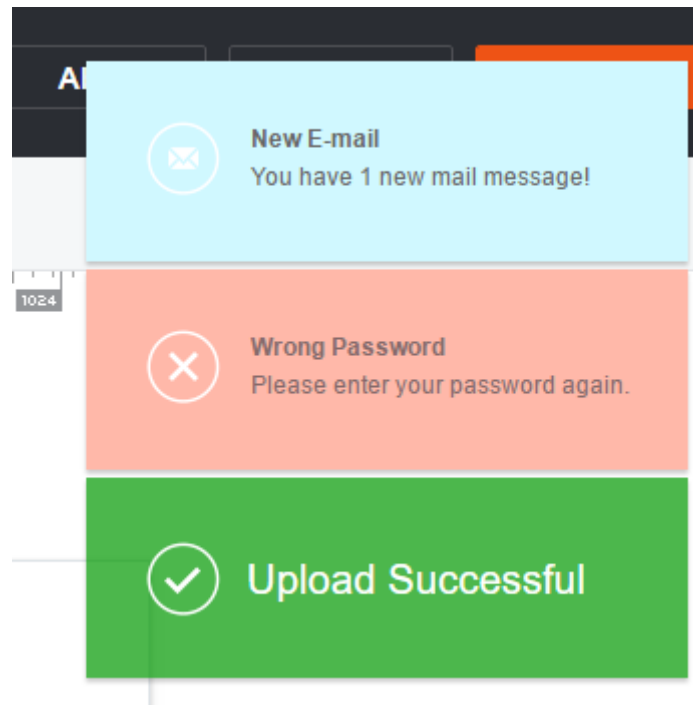 New E-mail
You have 1 new mail message!
1024
Wrong Password
Please enter your password again.
Upload Successful